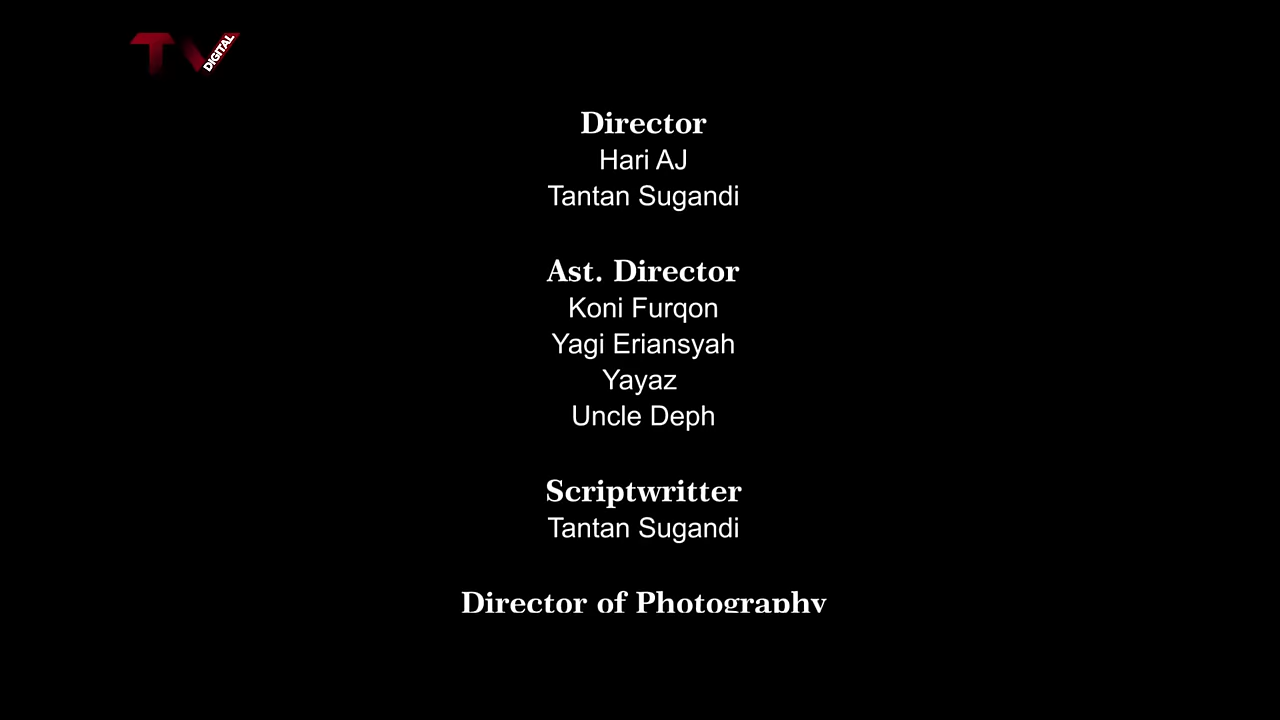 TV DIGITAL
Director
Hari AJ
Tantan Sugandi
Ast. Director
Koni Furqon
Yagi Eriansyah
Yayaz
Uncle Deph
Scriptwritter
Tantan Sugandi
Director of Photography